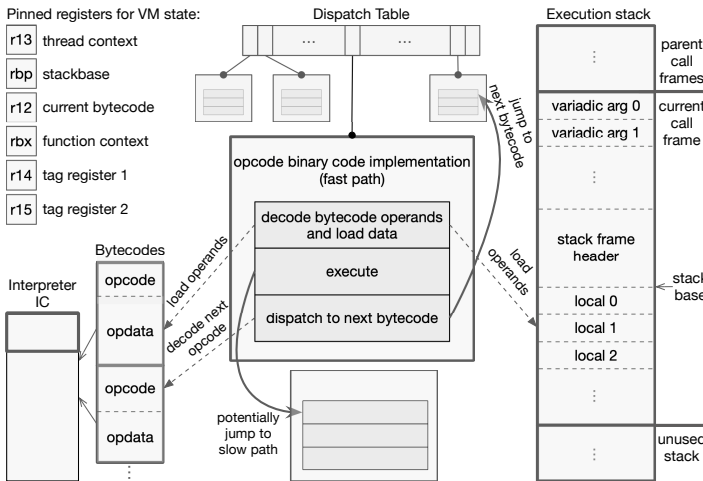 Pinned registers for VM state:
r13 thread context
rbp stackbase
r12 current bytecode
rbx function context
r14 tag register 1
r15 tag register 2
Dispatch Table
...
...
jump to
next bytecode
opcode binary code implementation
(fast path)
decode bytecode operands
and load data
execute
dispatch to next bytecode
load operands
decode next
opcode
load
operands
potentially
jump to
slow path
Interpreter
IC
Bytecodes
opcode
opdata
opcode
opdata
...
Execution stack
...
parent
call
frames
variadic arg 0
variadic arg 1
current
call
frame
...
stack frame
header
stack
base
local 0
local 1
local 2
...
...
unused
stack